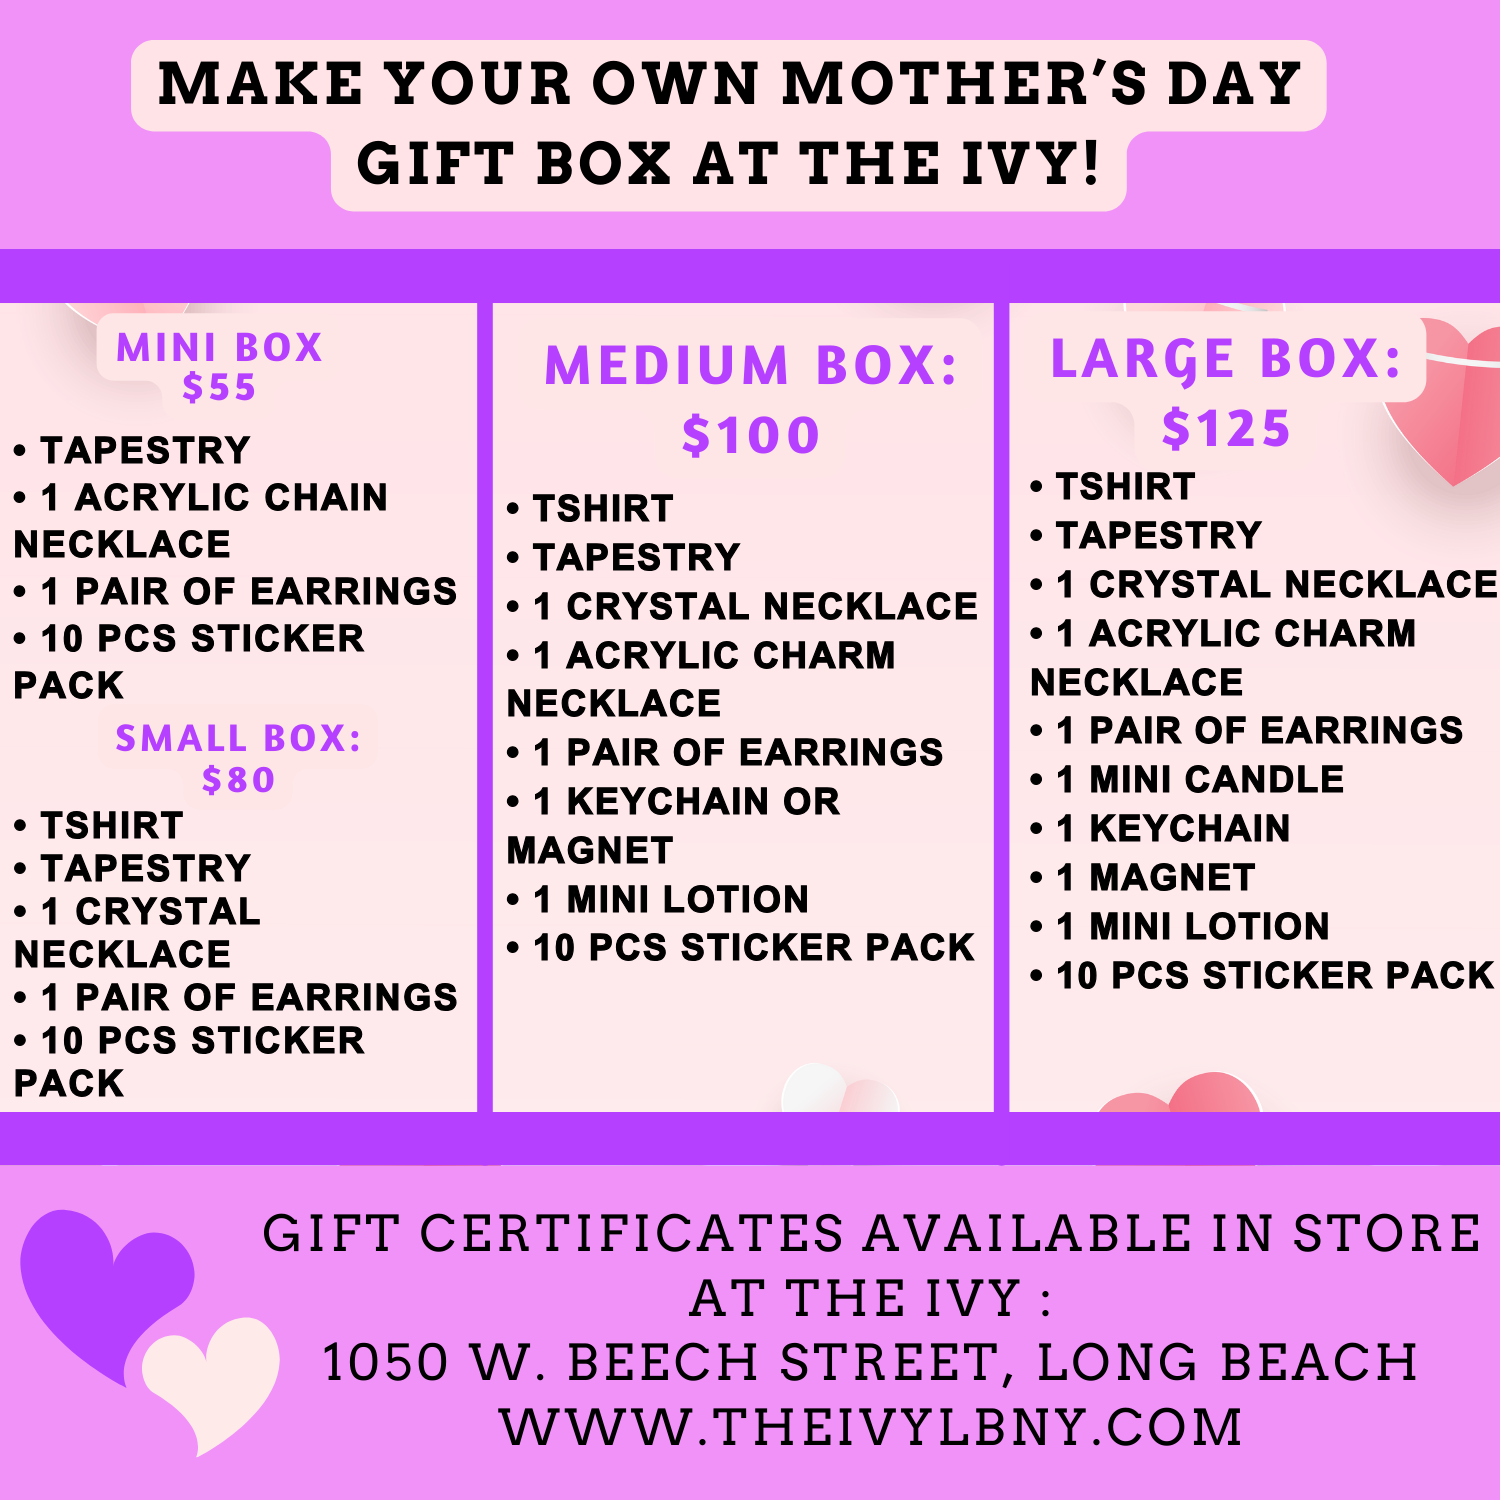 MAKE YOUR OWN MOTHER'S DAY
GIFT BOX AT THE IVY!
MINI BOX
$55
• TAPESTRY
• 1 ACRYLIC CHAIN
NECKLACE
• 1 PAIR OF EARRINGS
• 10 PCS STICKER
PACK
SMALL BOX:
$80
• TSHIRT
• TAPESTRY
• 1 CRYSTAL
NECKLACE
• 1 PAIR OF EARRINGS
• 10 PCS STICKER
PACK
MEDIUM BOX:
$100
• TSHIRT
• TAPESTRY
• 1 CRYSTAL NECKLACE
• 1 ACRYLIC CHARM
NECKLACE
• 1 PAIR OF EARRINGS
• 1 KEYCHAIN OR
MAGNET
• 1 MINI LOTION
• 10 PCS STICKER PACK
LARGE BOX:
$125
• TSHIRT
• TAPESTRY
• 1 CRYSTAL NECKLACE
• 1 ACRYLIC CHARM
NECKLACE
• 1 PAIR OF EARRINGS
• 1 MINI CANDLE
• 1 KEYCHAIN
• 1 MAGNET
• 1 MINI LOTION
• 10 PCS STICKER PACK
GIFT CERTIFICATES AVAILABLE IN STORE
AT THE IVY :
1050 W. BEECH STREET, LONG BEACH
WWW.THEIVYLBNY.COM